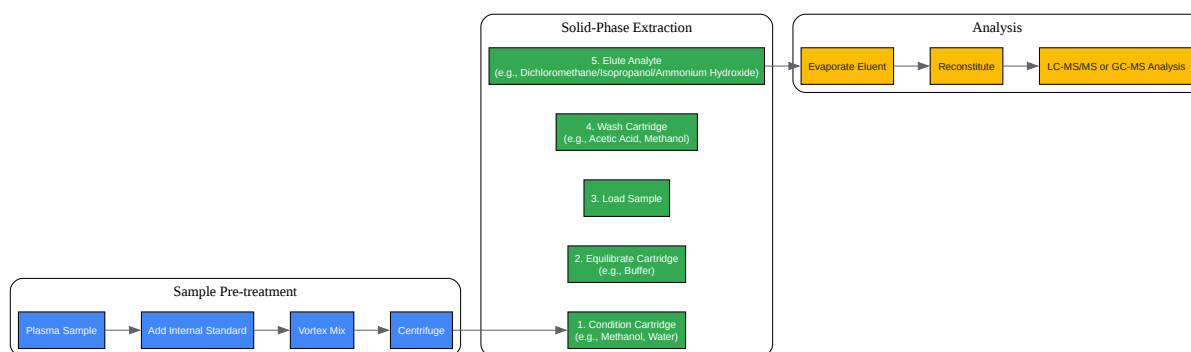 Solid-Phase Extraction
Analysis
5. Elute Analyte
(e.g., Dichloromethane/Isopropanol/Ammonium Hydroxide)
Evaporate Eluent
Reconstitute
LC-MS/MS or GC-MS Analysis
4. Wash Cartridge
(e.g., Acetic Acid, Methanol)
3. Load Sample
2. Equilibrate Cartridge
(e.g., Buffer)
Sample Pre-treatment
Plasma Sample
Add Internal Standard
Vortex Mix
Centrifuge
1. Condition Cartridge
(e.g., Methanol, Water)